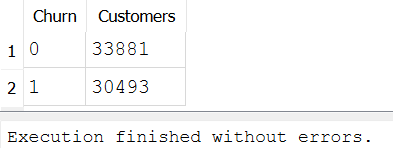 Churn Customers
1 0 33881
2 1 30493
Execution finished without errors.